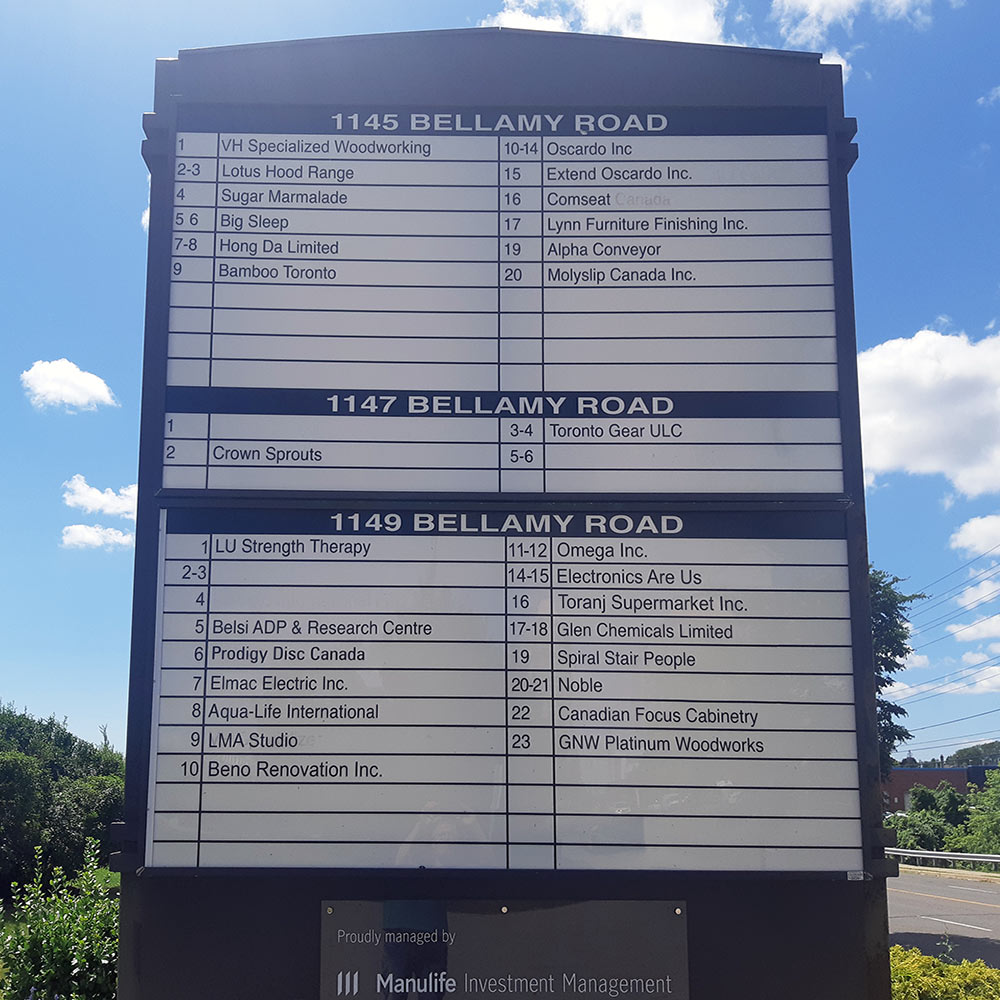 1145 BELLAMY ROAD
1 VH Specialized Woodworking
2-3 Lotus Hood Range
4 Sugar Marmalade
5 6 Big Sleep
7-8 Hong Da Limited
9 Bamboo Toronto
10-14 Oscardo Inc
15 Extend Oscardo Inc.
16 Comseat Canada
17 Lynn Furniture Finishing Inc.
19 Alpha Conveyor
20 Molyslip Canada Inc.
1147 BELLAMY ROAD
1
2 Crown Sprouts
3-4 Toronto Gear ULC
5-6
1149 BELLAMY ROAD
1 LU Strength Therapy
2-3
4
5 Belsi ADP & Research Centre
6 Prodigy Disc Canada
7 Elmac Electric Inc.
8 Aqua-Life International
9 LMA Studio
10 Beno Renovation Inc.
11-12 Omega Inc.
14-15 Electronics Are Us
16 Toranj Supermarket Inc.
17-18 Glen Chemicals Limited
19 Spiral Stair People
20-21 Noble
22 Canadian Focus Cabinetry
23 GNW Platinum Woodworks
Proudly managed by
Manulife Investment Management